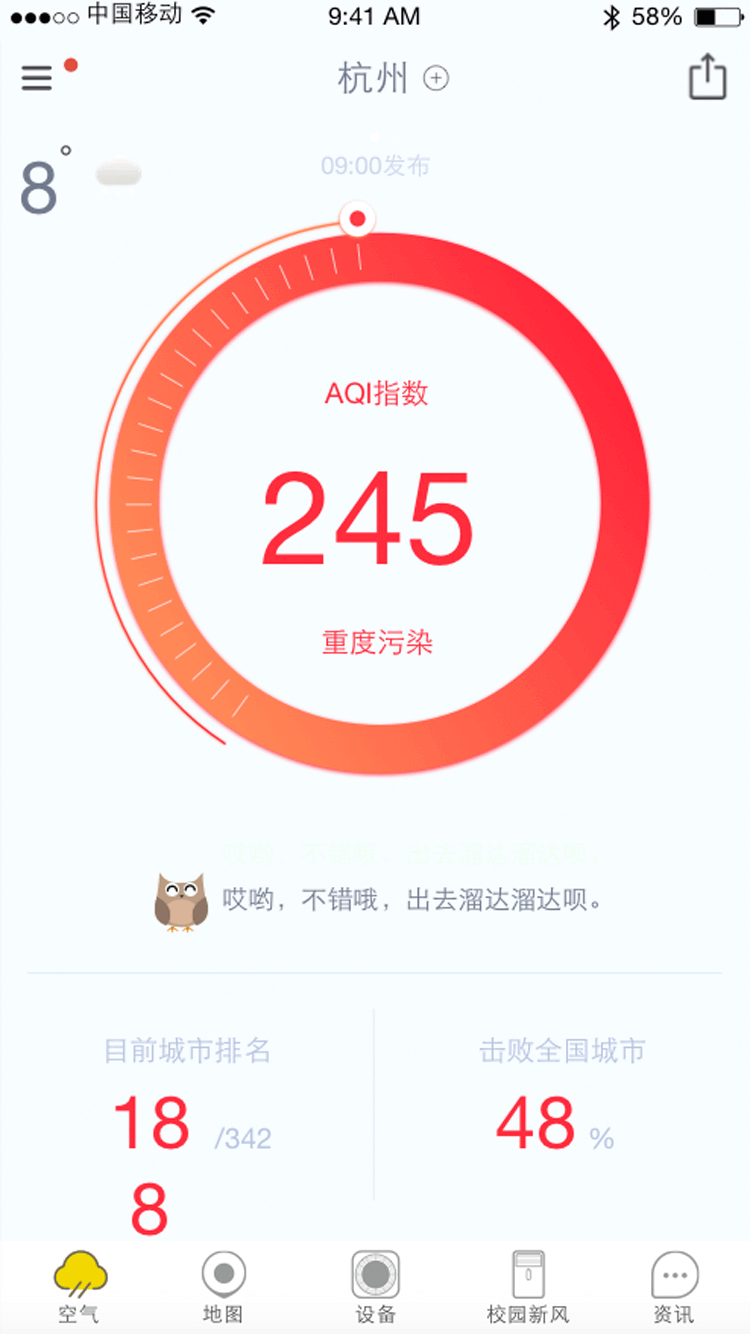 中国移动 9:41 AM 58%
杭州
8°
09:00发布
AQI指数
245
重度污染
哎哟，不错哦，出去溜达溜达呗。
哎哟，不错哦，出去溜达溜达呗。
目前城市排名 击败全国城市
18 /342 48 %
8
空气 地图 设备 校园新风 资讯